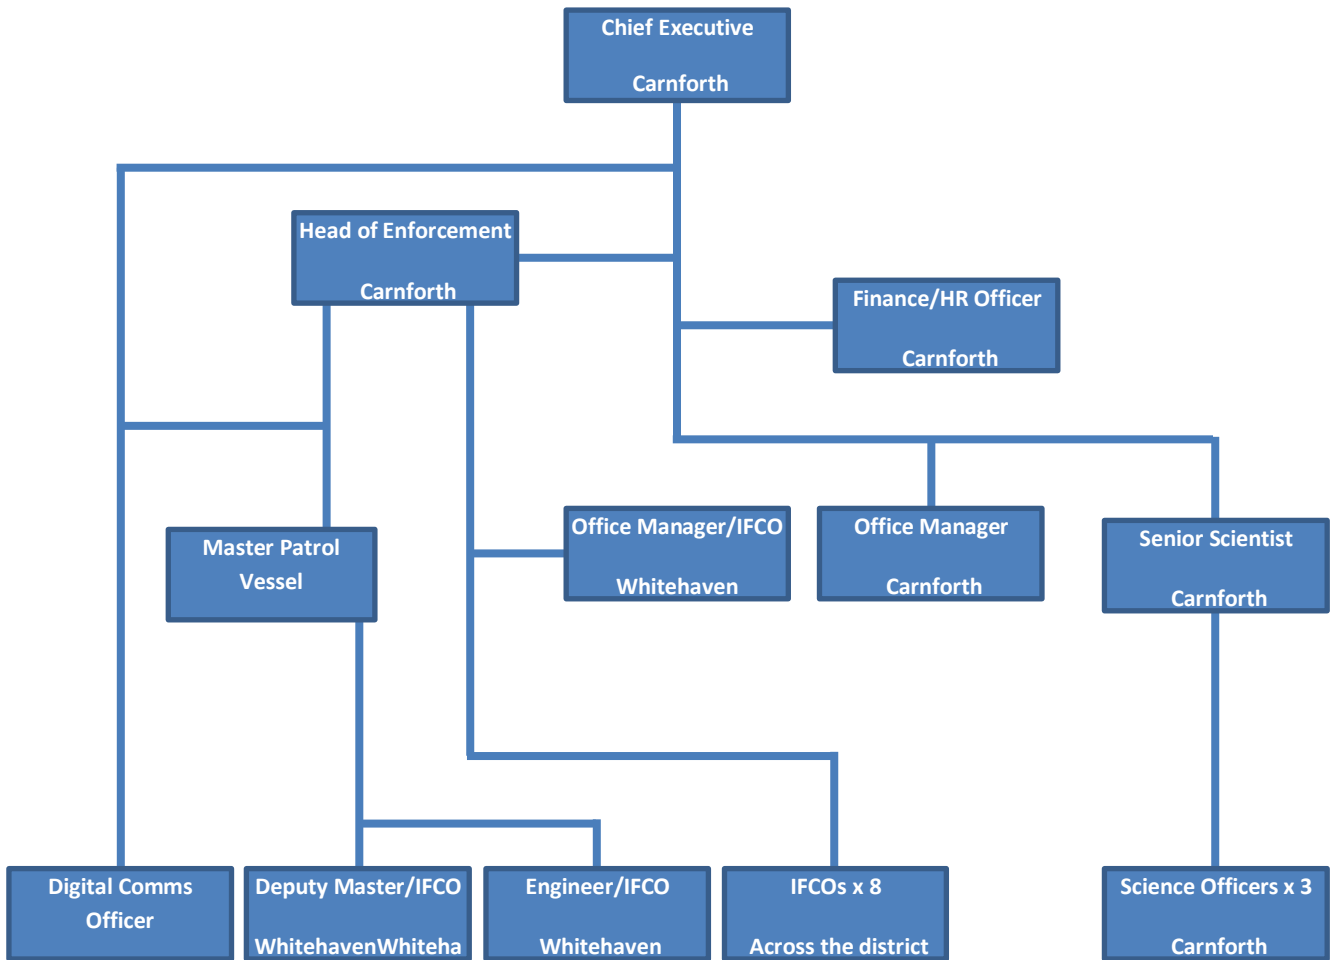 Chief Executive
Carnforth
Head of Enforcement
Carnforth
Finance/HR Officer
Carnforth
Master Patrol
Vessel
Office Manager/IFCO
Whitehaven
Office Manager
Carnforth
Senior Scientist
Carnforth
Digital Comms
Officer
Deputy Master/IFCO
WhitehavenWhiteha
Engineer/IFCO
Whitehaven
IFCOs x 8
Across the district
Science Officers x 3
Carnforth